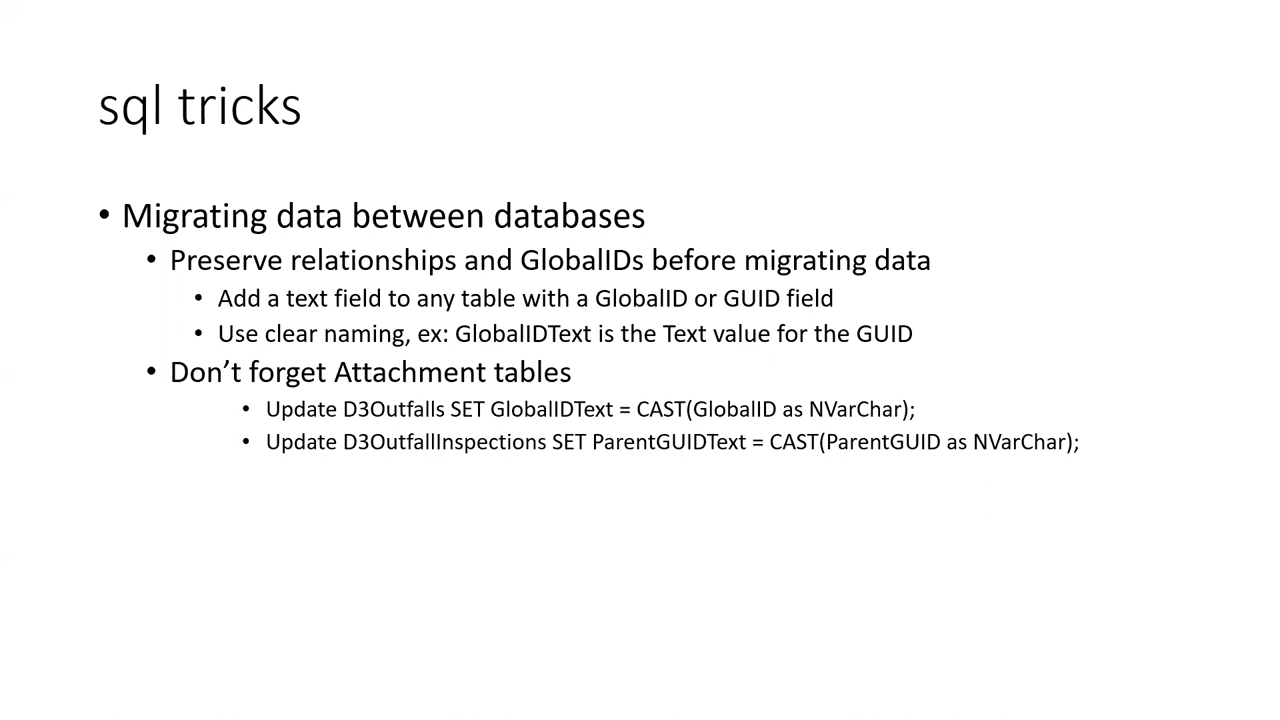 sql tricks
• Migrating data between databases
• Preserve relationships and GlobalIDs before migrating data
• Add a text field to any table with a GlobalID or GUID field
• Use clear naming, ex: GlobalIDText is the Text value for the GUID
• Don’t forget Attachment tables
• Update D3Outfalls SET GlobalIDText = CAST(GlobalID as NVarChar);
• Update D3OutfallInspections SET ParentGUIDText = CAST(ParentGUID as NVarChar);